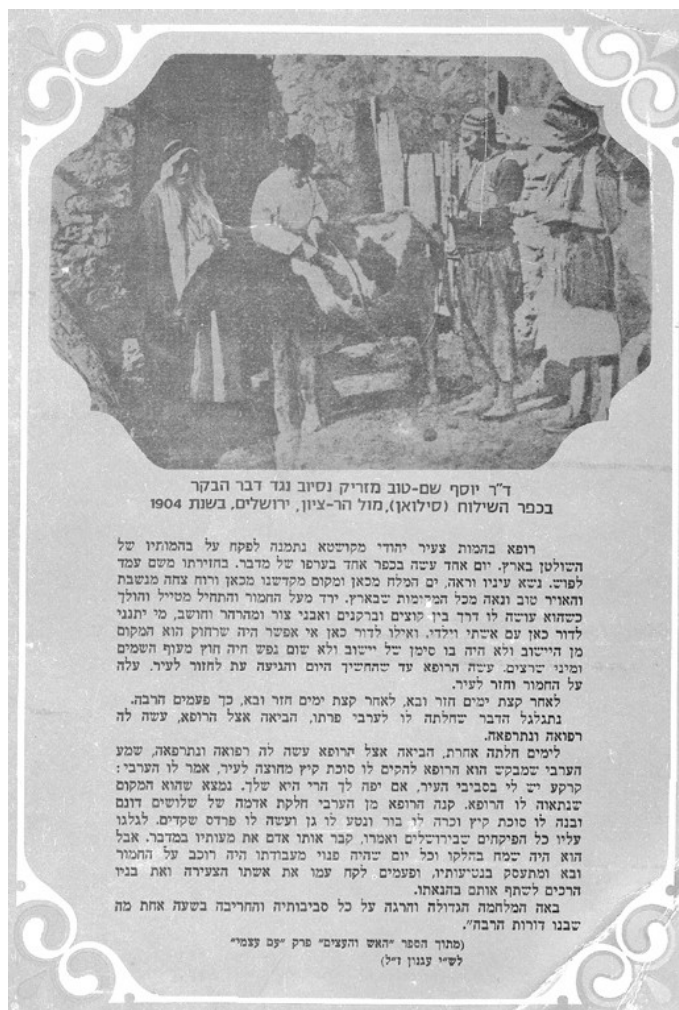 ד"ר יוסף שם-טוב מזריק נסיוב נגד דבר הבקר
בכפר השילוח (סילואן), מול הר-ציון, ירושלים, בשנת 1904
רופא בהמות צעיר יהודי מקושטא נתמנה לפקח על בהמותיו של
השולטן בארץ. יום אחד עשה בכפר אחד בערפו של מדבר. בחזירתו משם עמד
לפוש. נשא עיניו וראה, ים המלח מכאן ומקום מקדשנו מכאן ורוח צחה מנשבת
והאויר טוב ונאה מכל המקומות שבארץ. ירד מעל החמור והתחיל מטייל והולך
כשהוא עושה לו דרך בין קוצים וברקנים ואבני צור ומהרהר וחושב, מי יתנני
לדור כאן עם אשתי וילדי. ואילו לדור כאן אי אפשר היה שרחוק הוא המקום
מן היישוב ולא היה בו סימן של יישוב ולא שום נפש חיה חוץ מעוף השמים
ומיני שרצים. עשה הרופא עד שהחשיך היום והגיעה עת לחזור לעיר. עלה
על החמור וחזר לעיר.
לאחר קצת ימים חזר ובא, לאחר קצת ימים חזר ובא, כך פעמים הרבה.
נתגלגל הדבר שחלתה לו לערבי פרתו, הביאה אצל הרופא, עשה לה
רפואה ונתרפאה.
לימים חלתה אחרת, הביאה אצל הרופא עשה לה רפואה ונתרפאה, שמע
הערבי שמבקש הוא הרופא להקים לו סוכת קיץ מחוצה לעיר, אמר לו הערבי:
קרקע יש לי בסביבי העיר, אם יפה לך הרי היא שלך. נמצא שהוא המקום
שנתאוה לו הרופא. קנה הרופא מן הערבי חלקת אדמה של שלושים דונם
ובנה לו סוכת קיץ וכרה לו בור ונטע לו גן ועשה לו פרדס שקדים. לגלגו
עליו כל הפיקחים שבירושלים ואמרו, קבר אותו אדם את מעותיו במדבר. אבל
הוא היה שמח בחלקו וכל יום שהיה פנוי מעבודתו היה רוכב על החמור
ובא ומתעסק בנטיעותיו, ופעמים לקח עמו את אשתו הצעירה ואת בניו
הרכים לשתף אותם בהנאתו.
באה המלחמה הגדולה והרגה על כל סביבותיה והחריבה בשעה אחת מה
שבנו דורות הרבה".
(מתוך הספר "האש והעצים" פרק "עם עצמי"
לש"י עגנון ז"ל)